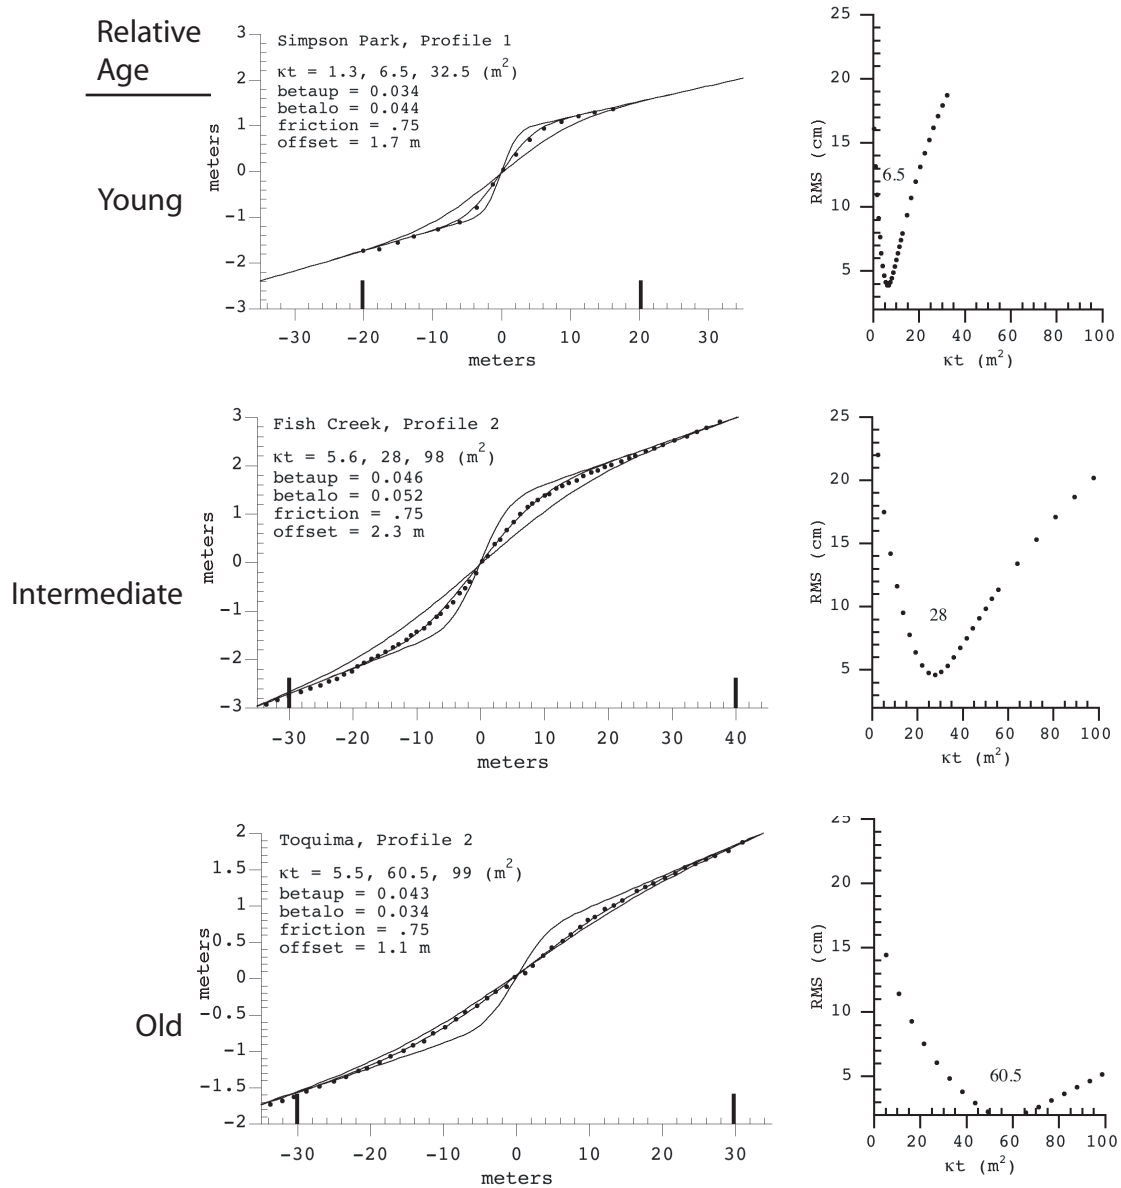 Relative
Age
Young
Simpson Park, Profile 1
κt = 1.3, 6.5, 32.5 (m²)
betaup = 0.034
betalo = 0.044
friction = .75
offset = 1.7 m
meters
3
2
1
0
−1
−2
−3
−30 −20 −10 0 10 20 30
meters
RMS (cm)
25
20
15
10
5
6.5
0 20 40 60 80 100
κt (m²)
Intermediate
Fish Creek, Profile 2
κt = 5.6, 28, 98 (m²)
betaup = 0.046
betalo = 0.052
friction = .75
offset = 2.3 m
meters
3
2
1
0
−1
−2
−3
−30 −20 −10 0 10 20 30 40
meters
RMS (cm)
25
20
15
10
5
28
0 20 40 60 80 100
κt (m²)
Old
Toquima, Profile 2
κt = 5.5, 60.5, 99 (m²)
betaup = 0.043
betalo = 0.034
friction = .75
offset = 1.1 m
meters
2
1.5
1
0.5
0
−0.5
−1
−1.5
−2
−30 −20 −10 0 10 20 30
meters
RMS (cm)
25
20
15
10
5
60.5
0 20 40 60 80 100
κt (m²)